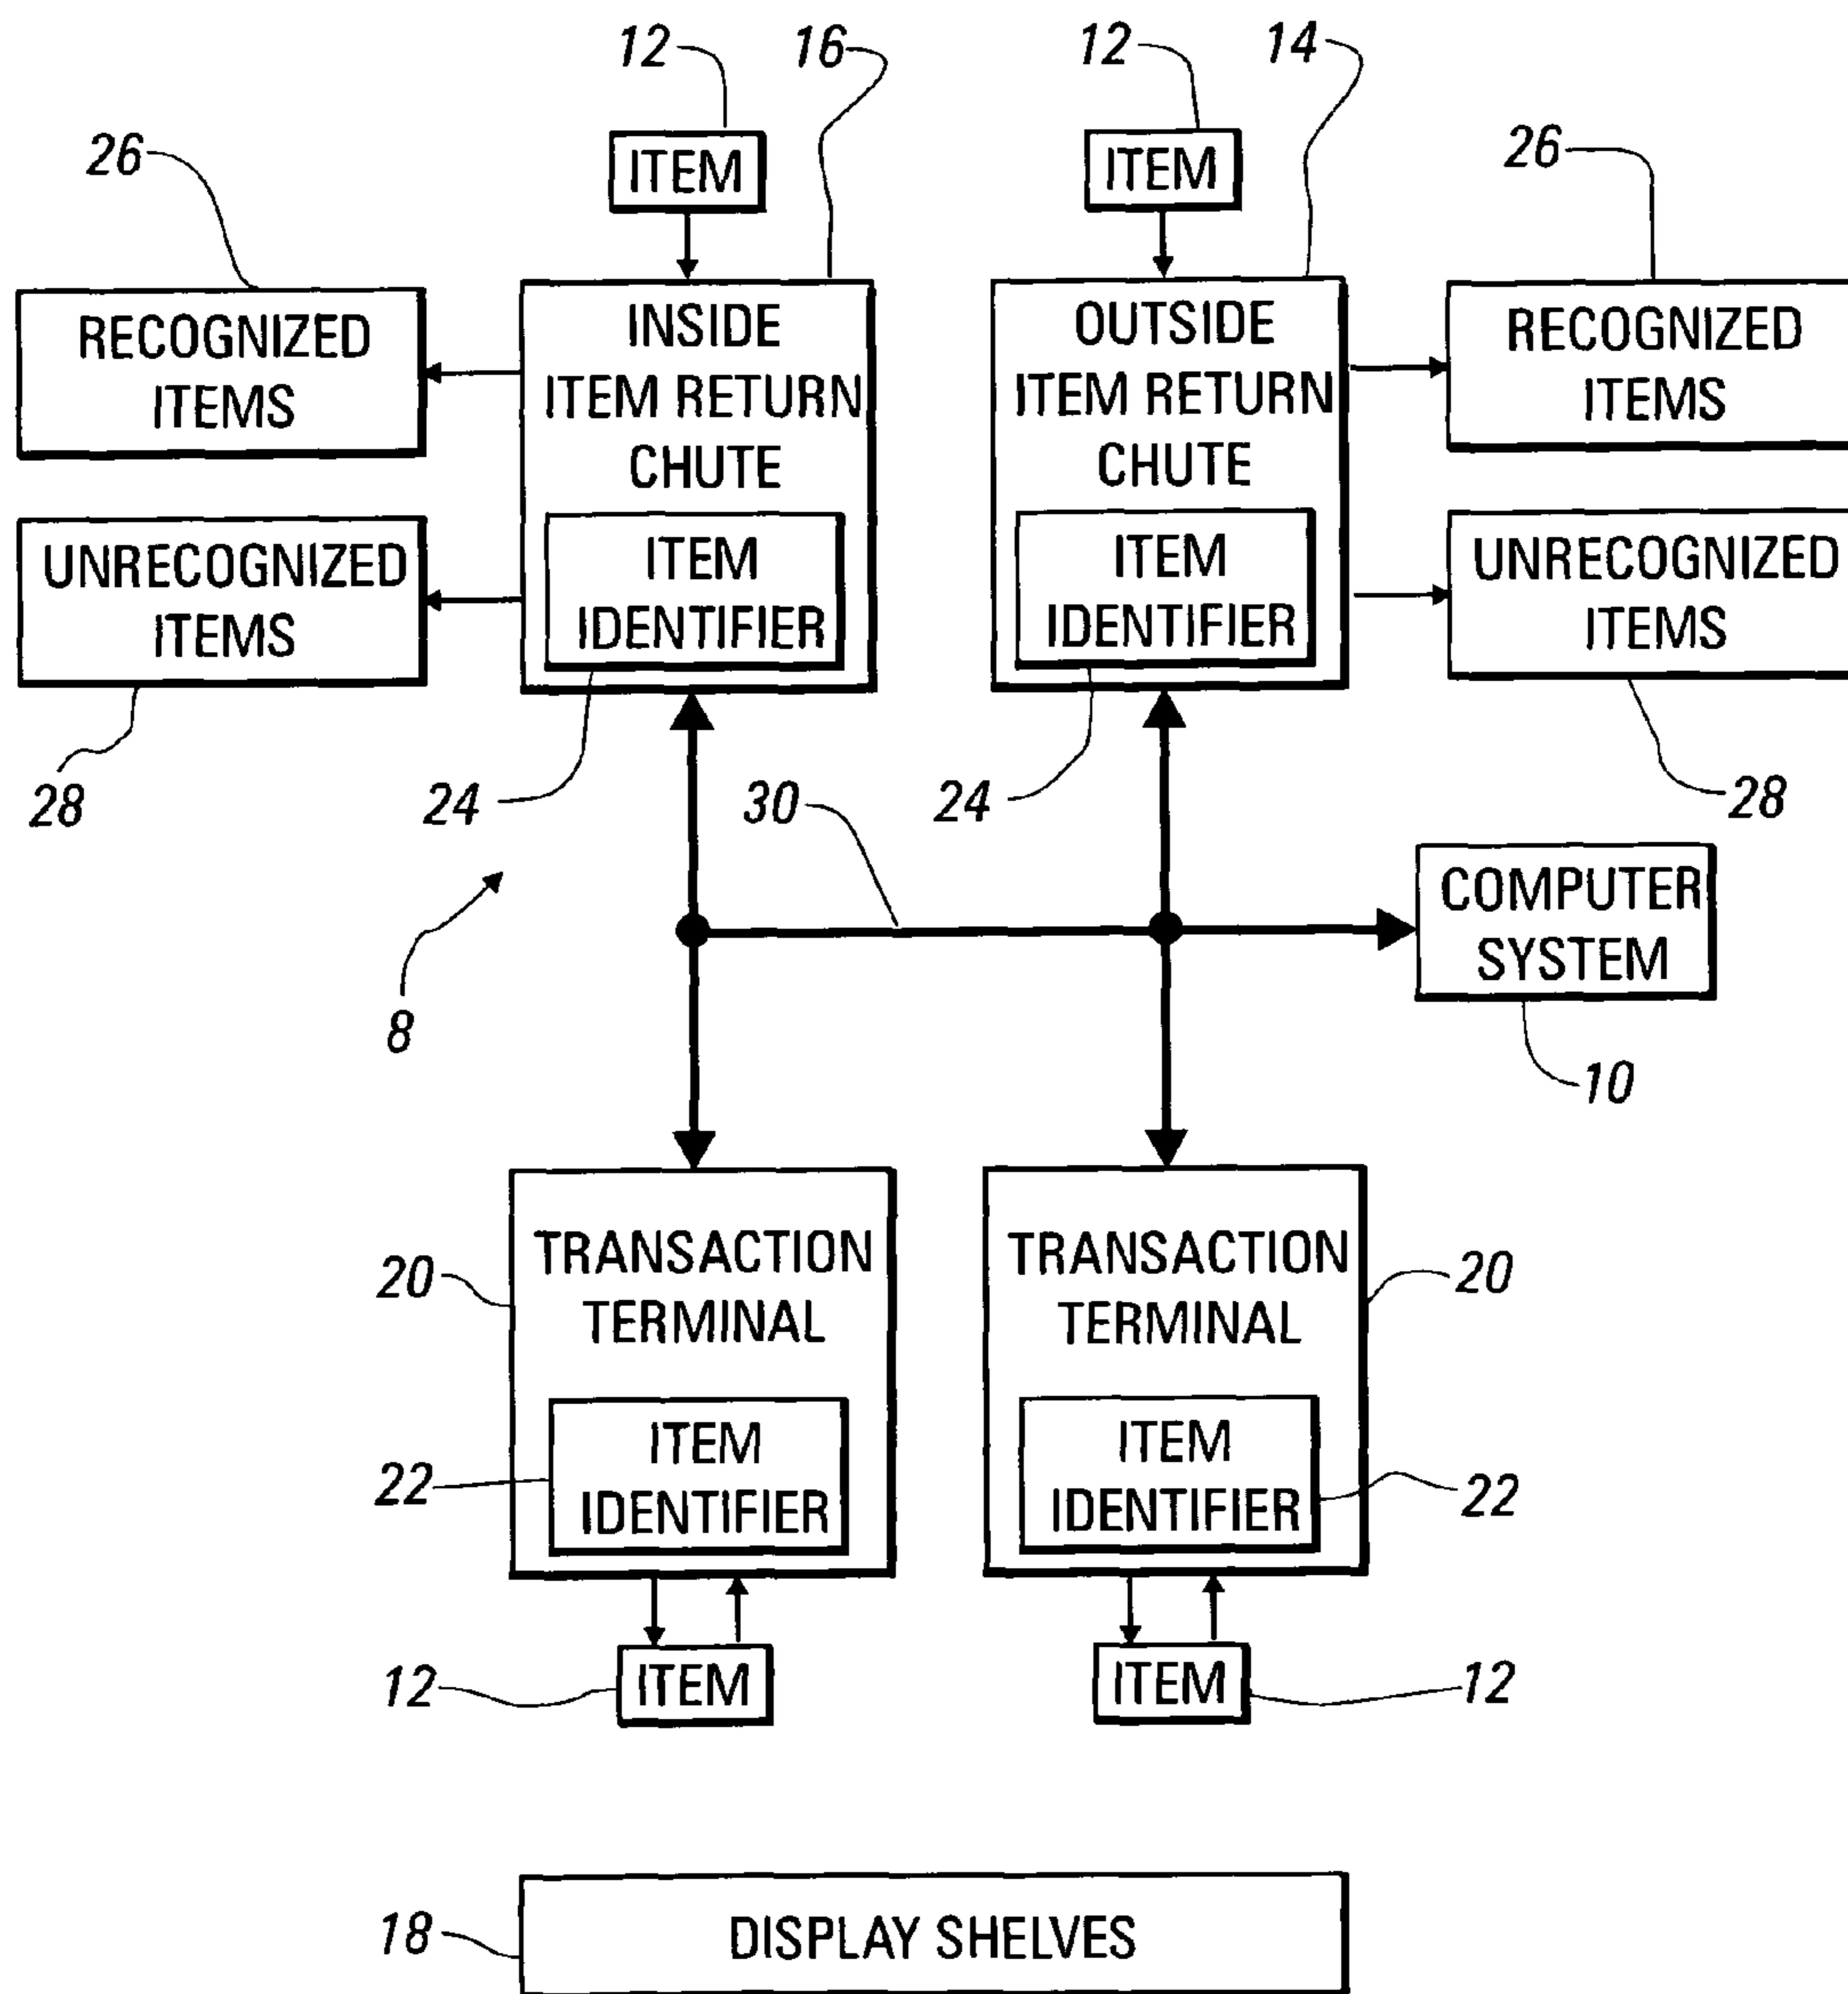 12
16
12
14
26
ITEM
ITEM
26
RECOGNIZED
ITEMS
INSIDE
ITEM RETURN
CHUTE
OUTSIDE
ITEM RETURN
CHUTE
RECOGNIZED
ITEMS
UNRECOGNIZED
ITEMS
ITEM
IDENTIFIER
ITEM
IDENTIFIER
UNRECOGNIZED
ITEMS
28
24
30
24
28
8
COMPUTER
SYSTEM
10
20
TRANSACTION
TERMINAL
TRANSACTION
TERMINAL
20
22
ITEM
IDENTIFIER
ITEM
IDENTIFIER
22
12
ITEM
ITEM
12
18
DISPLAY SHELVES